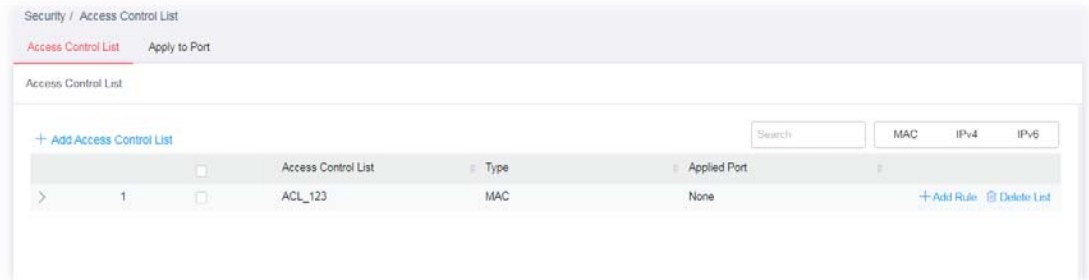 Security / Access Control List
Access Control List Apply to Port
Access Control List
+ Add Access Control List Search MAC IPv4 IPv6
Access Control List Type Applied Port
> 1 ACL_123 MAC None +Add Rule Delete List